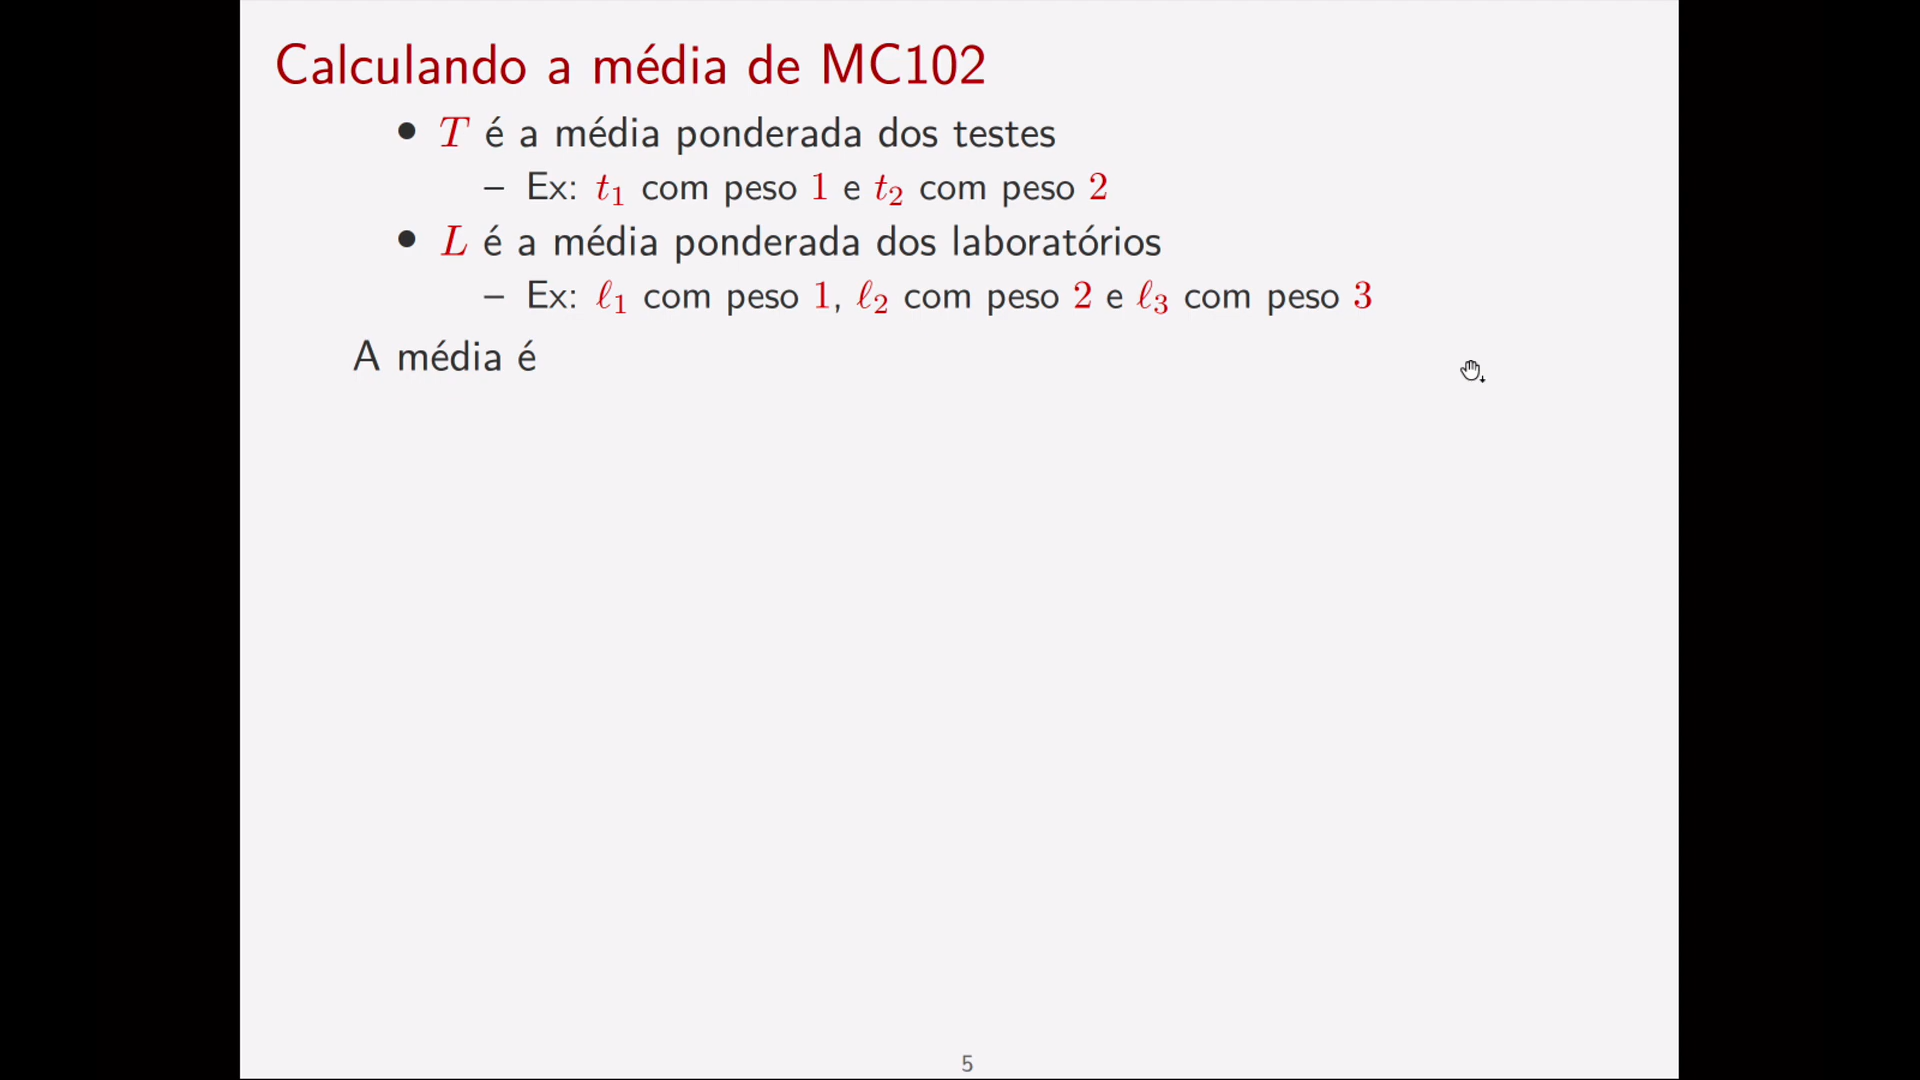 Calculando a média de MC102
• T é a média ponderada dos testes
– Ex: t₁ com peso 1 e t₂ com peso 2
• L é a média ponderada dos laboratórios
– Ex: ℓ₁ com peso 1, ℓ₂ com peso 2 e ℓ₃ com peso 3
A média é
5